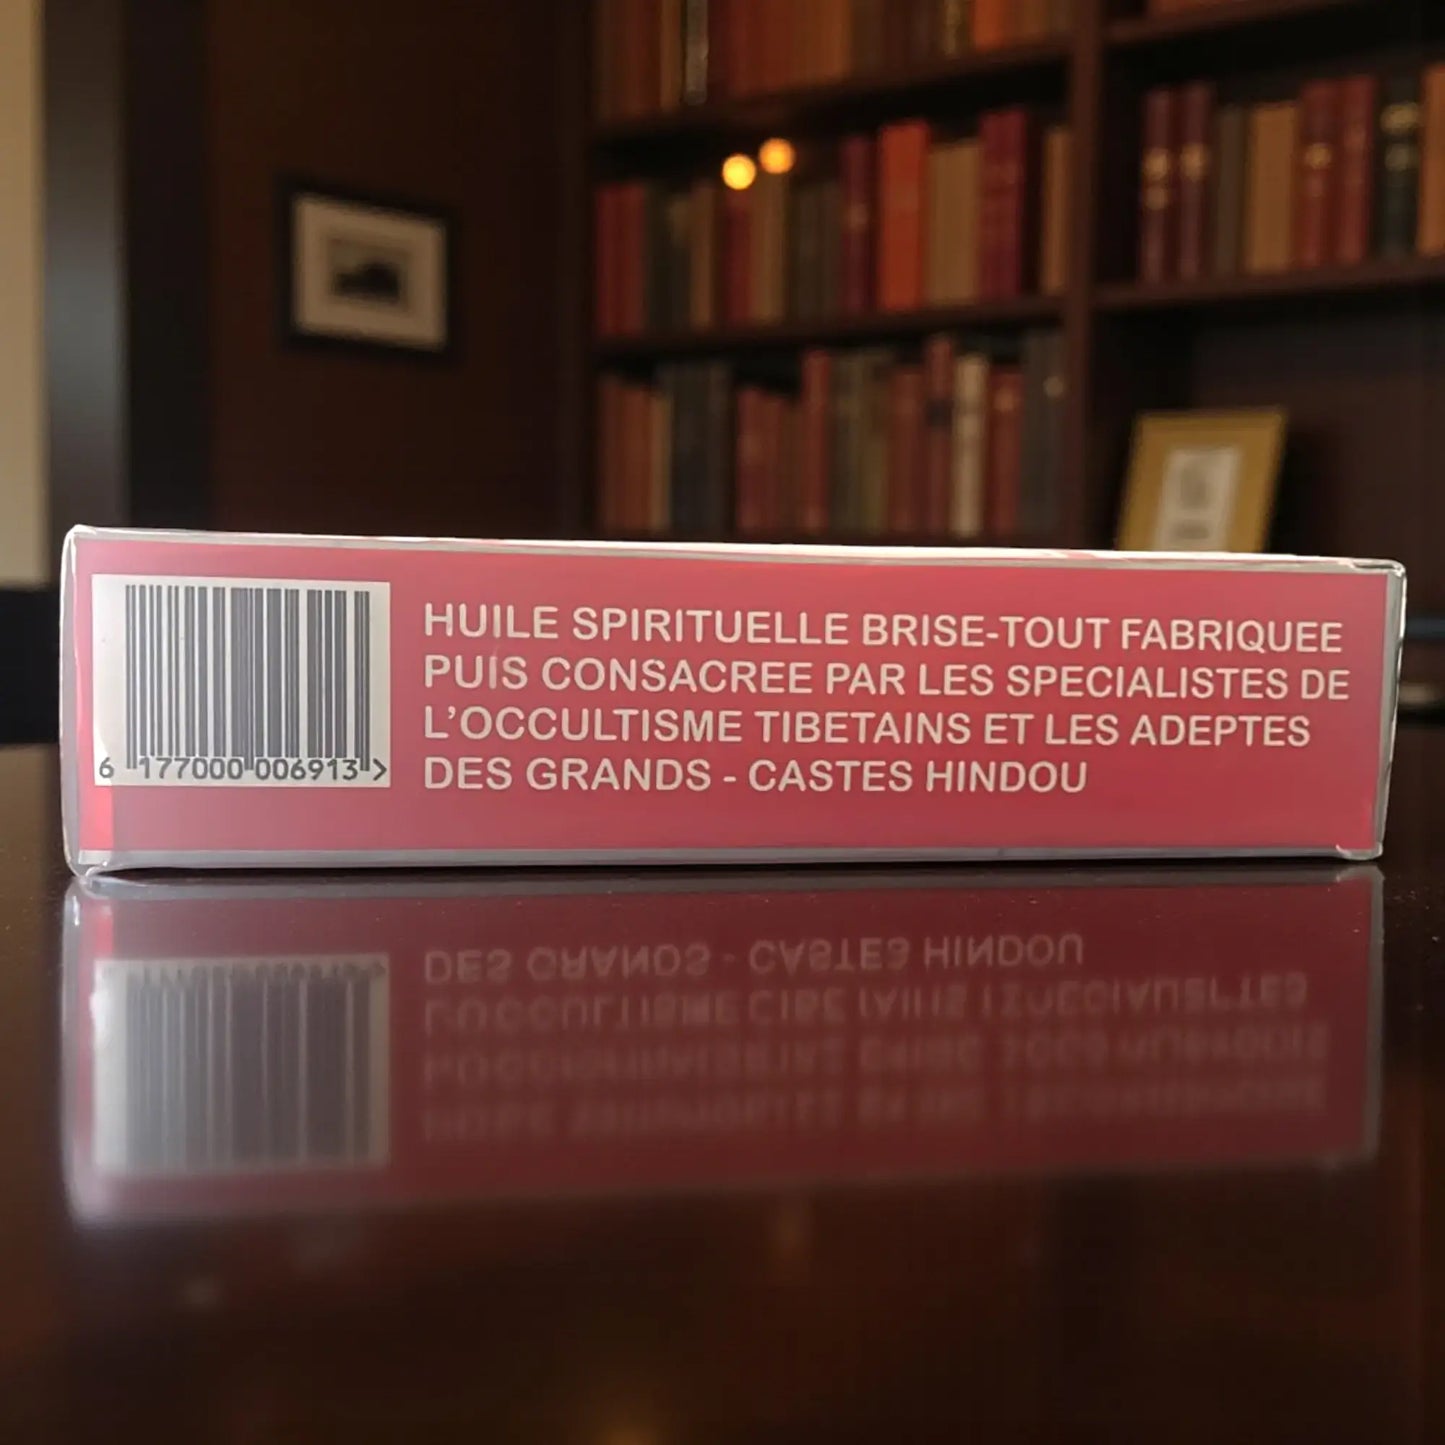 HUILE SPIRITUELLE BRISE-TOUT FABRIQUEE
PUIS CONSACREE PAR LES SPECIALISTES DE
L'OCCULTISME TIBETAINS ET LES ADEPTES
DES GRANDS - CASTES HINDOU
6 177000 006913 >